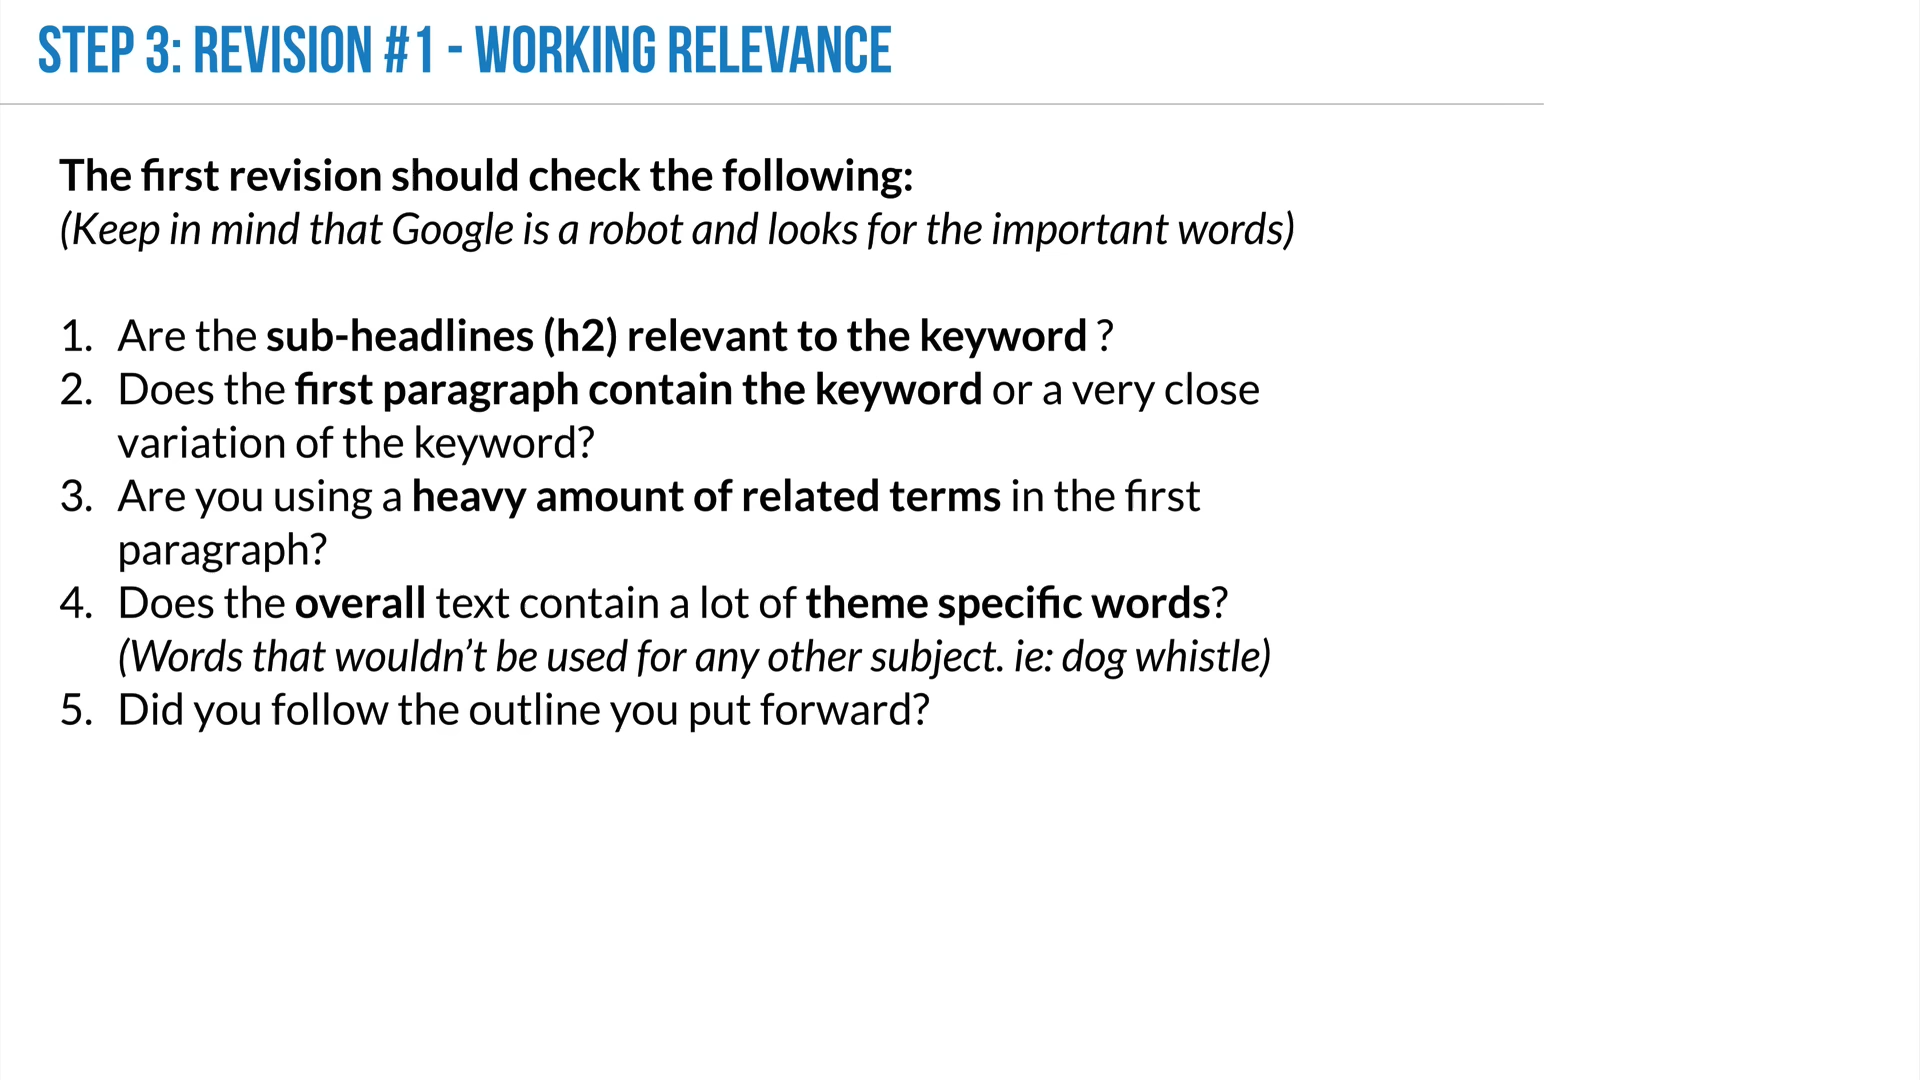 STEP 3: REVISION #1 - WORKING RELEVANCE
The first revision should check the following:
(Keep in mind that Google is a robot and looks for the important words)
1. Are the sub-headlines (h2) relevant to the keyword ?
2. Does the first paragraph contain the keyword or a very close
variation of the keyword?
3. Are you using a heavy amount of related terms in the first
paragraph?
4. Does the overall text contain a lot of theme specific words?
(Words that wouldn’t be used for any other subject. ie: dog whistle)
5. Did you follow the outline you put forward?